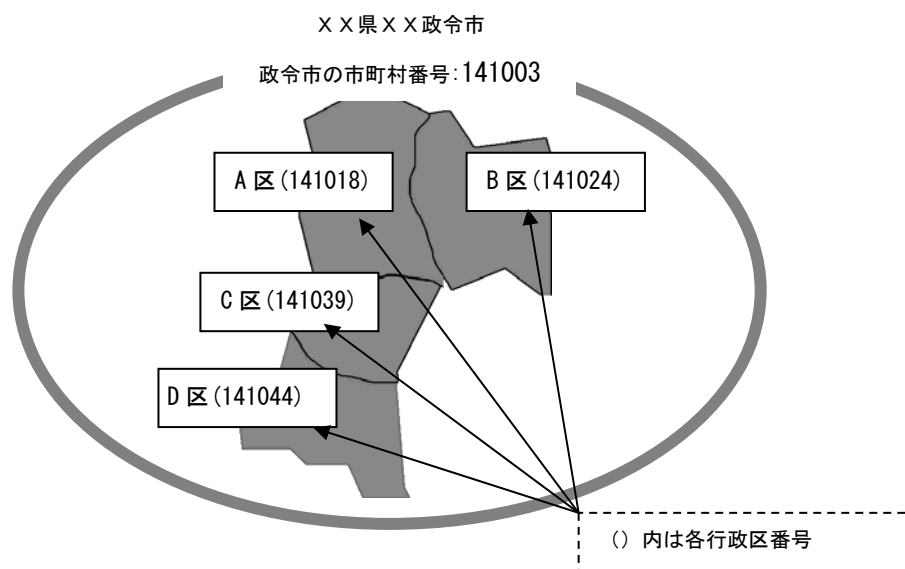 ＸＸ県ＸＸ政令市
政令市の市町村番号:141003
A 区(141018)
B 区(141024)
C 区(141039)
D 区(141044)
() 内は各行政区番号